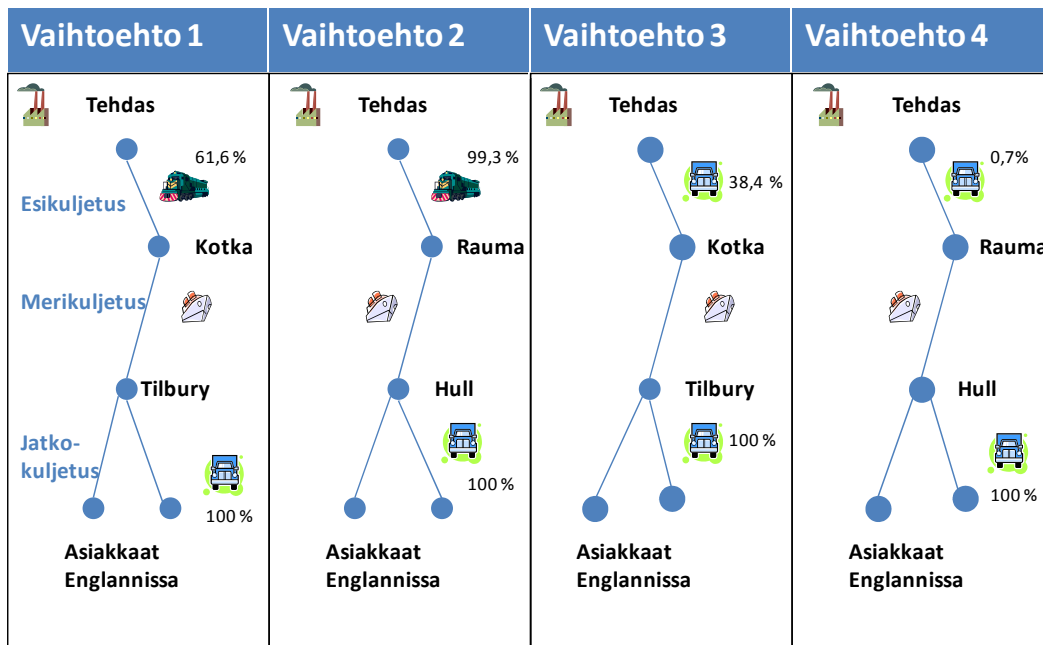 Vaihtoehto 1
Vaihtoehto 2
Vaihtoehto 3
Vaihtoehto 4
Tehdas
Tehdas
Tehdas
Tehdas
61,6 %
99,3 %
38,4 %
0,7%
Esikuljetus
Kotka
Rauma
Kotka
Rauma
Merikuljetus
Tilbury
Hull
Tilbury
Hull
Jatko-
kuljetus
100 %
100 %
100 %
100 %
Asiakkaat
Englannissa
Asiakkaat
Englannissa
Asiakkaat
Englannissa
Asiakkaat
Englannissa